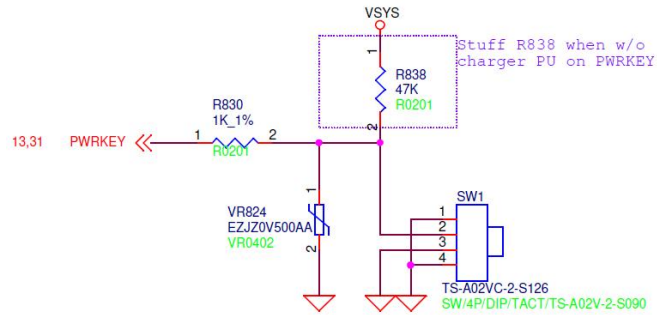 VSYS
Stuff R838 when w/o
charger PU on PWRKEY
1
R838
47K
R0201
2
R830
1K_1%
13,31 PWRKEY
1 2
R0201
1
VR824
EZJZ0V500AA
VR0402
2
SW1
1
2
3
4
TS-A02VC-2-S126
SW/4P/DIP/TACT/TS-A02V-2-S090